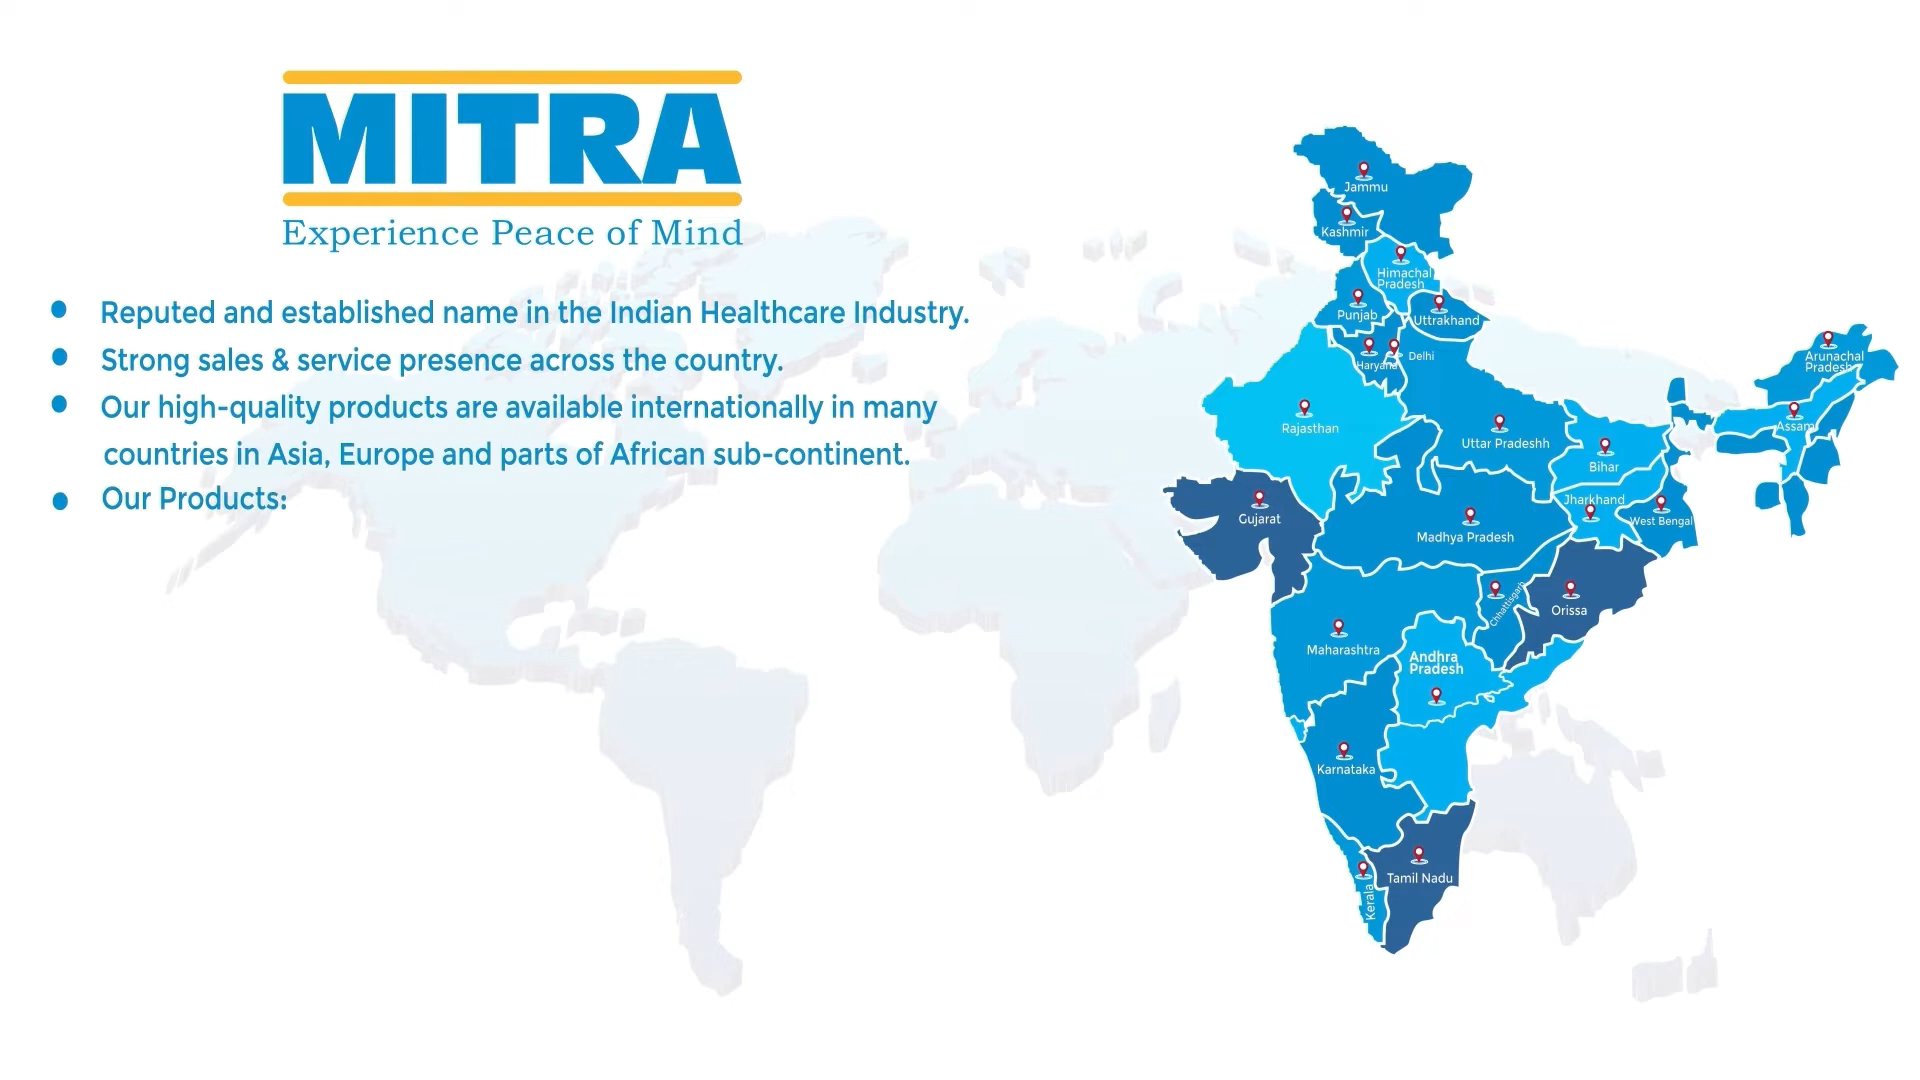 MITRA
Experience Peace of Mind
• Reputed and established name in the Indian Healthcare Industry.
• Strong sales & service presence across the country.
• Our high-quality products are available internationally in many
countries in Asia, Europe and parts of African sub-continent.
• Our Products:
Jammu
Kashmir
Himachal
Pradesh
Punjab
Uttrakhand
Haryana
Delhi
Arunachal
Pradesh
Rajasthan
Uttar Pradeshh
Assam
Bihar
Gujarat
Jharkhand
West Bengal
Madhya Pradesh
Chhattisgarh
Orissa
Maharashtra
Andhra
Pradesh
Karnataka
Tamil Nadu
Kerala